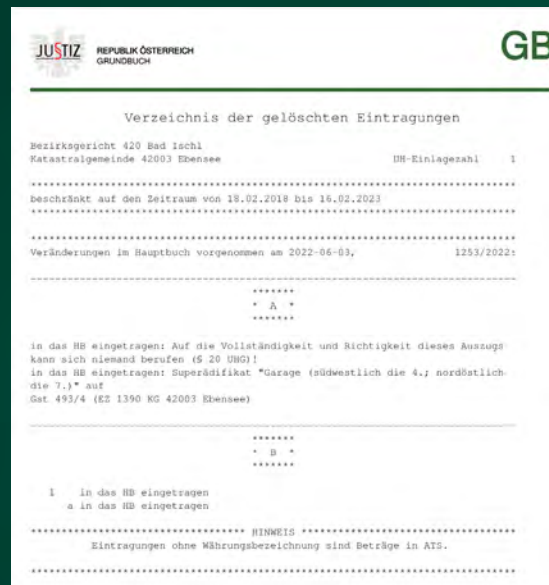 JUSTIZ REPUBLIK ÖSTERREICH
GRUNDBUCH
GB
Verzeichnis der gelöschten Eintragungen
Bezirksgericht 420 Bad Ischl
Katastralgemeinde 42003 Ebensee UH-Einlagezahl 1
*******************************************************************************
beschränkt auf den Zeitraum von 18.02.2018 bis 16.02.2023
*******************************************************************************
*******************************************************************************
Veränderungen im Hauptbuch vorgenommen am 2022-06-03, 1253/2022:
*******
* A *
*******
in das HB eingetragen: Auf die Vollständigkeit und Richtigkeit dieses Auszugs
kann sich niemand berufen (§ 20 UHG)!
in das HB eingetragen: Superädifikat "Garage (südwestlich die 4.; nordöstlich
die 7.)" auf
Gst 493/4 (EZ 1390 KG 42003 Ebensee)
*******
* B *
*******
1 in das HB eingetragen
a in das HB eingetragen
*********************************** HINWEIS ***********************************
Eintragungen ohne Währungsbezeichnung sind Beträge in ATS.
*******************************************************************************